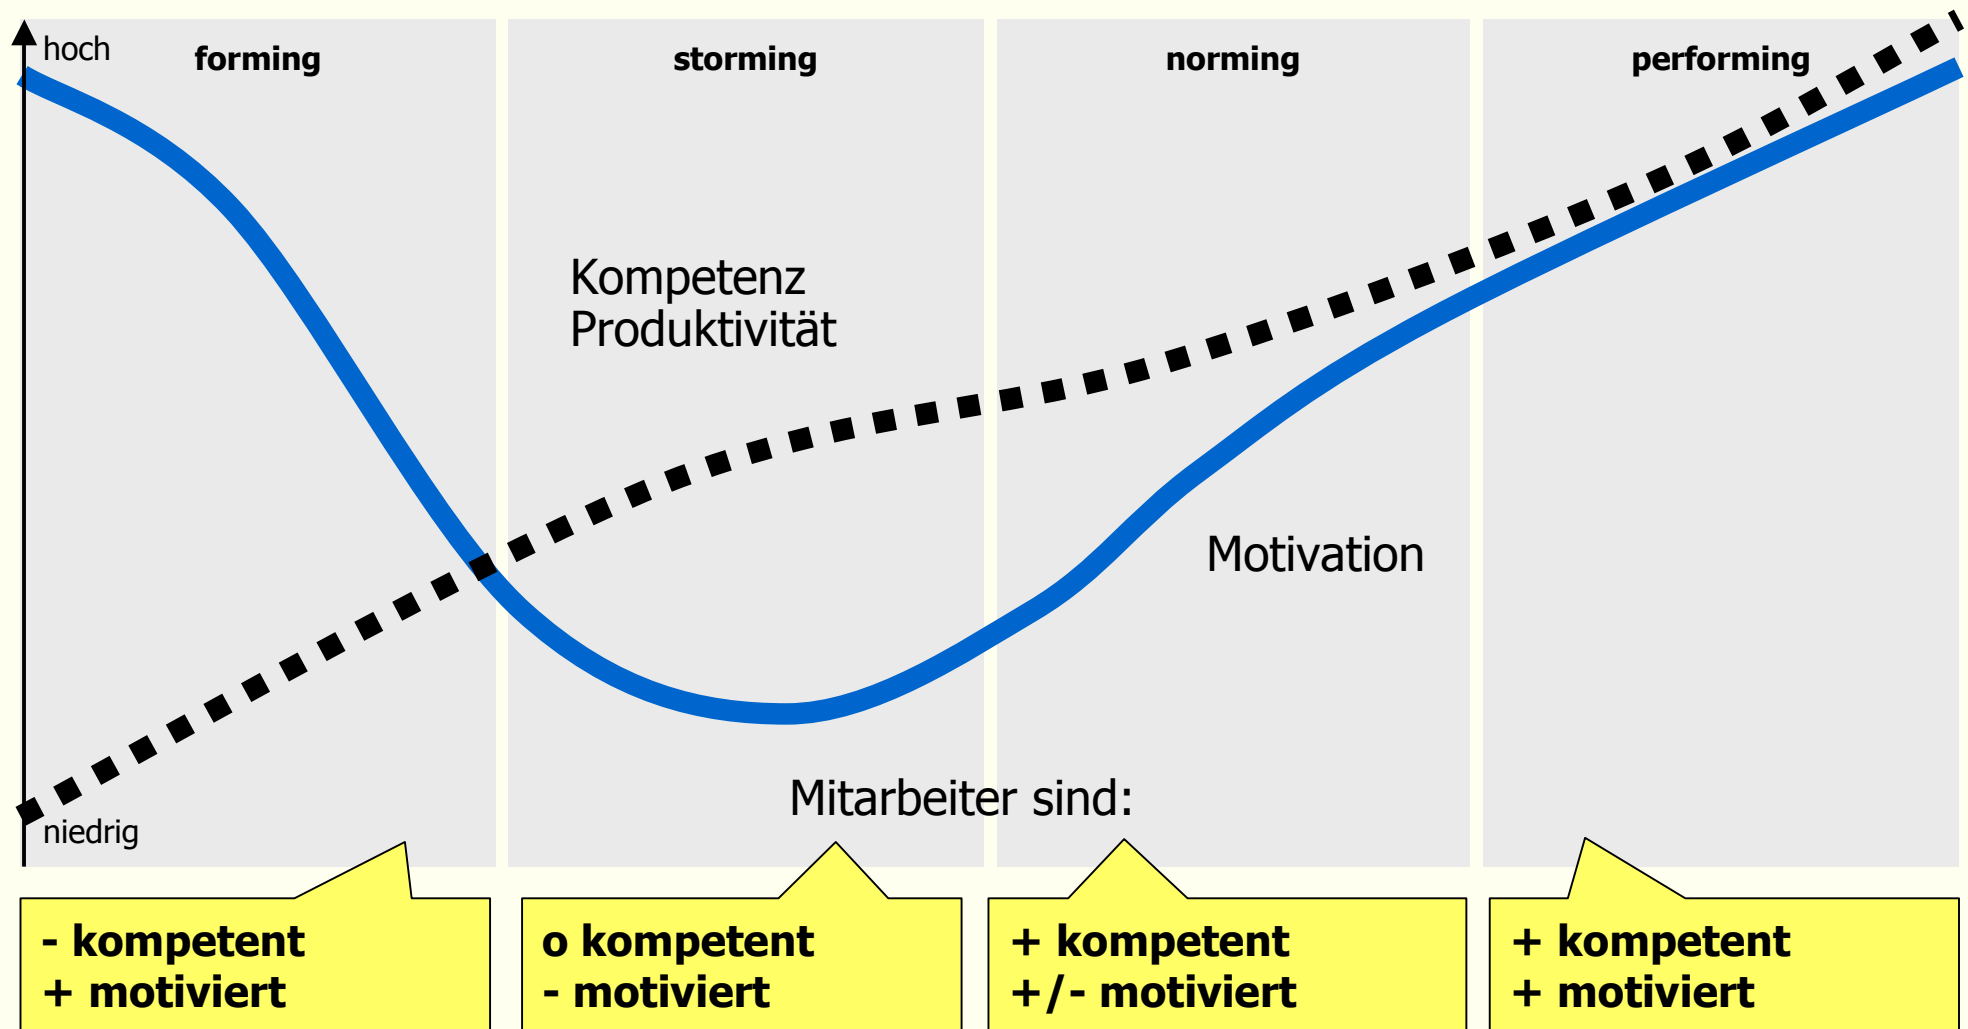 hoch
forming
storming
norming
performing
Kompetenz
Produktivität
Motivation
Mitarbeiter sind:
niedrig
- kompetent
+ motiviert
o kompetent
- motiviert
+ kompetent
+/- motiviert
+ kompetent
+ motiviert